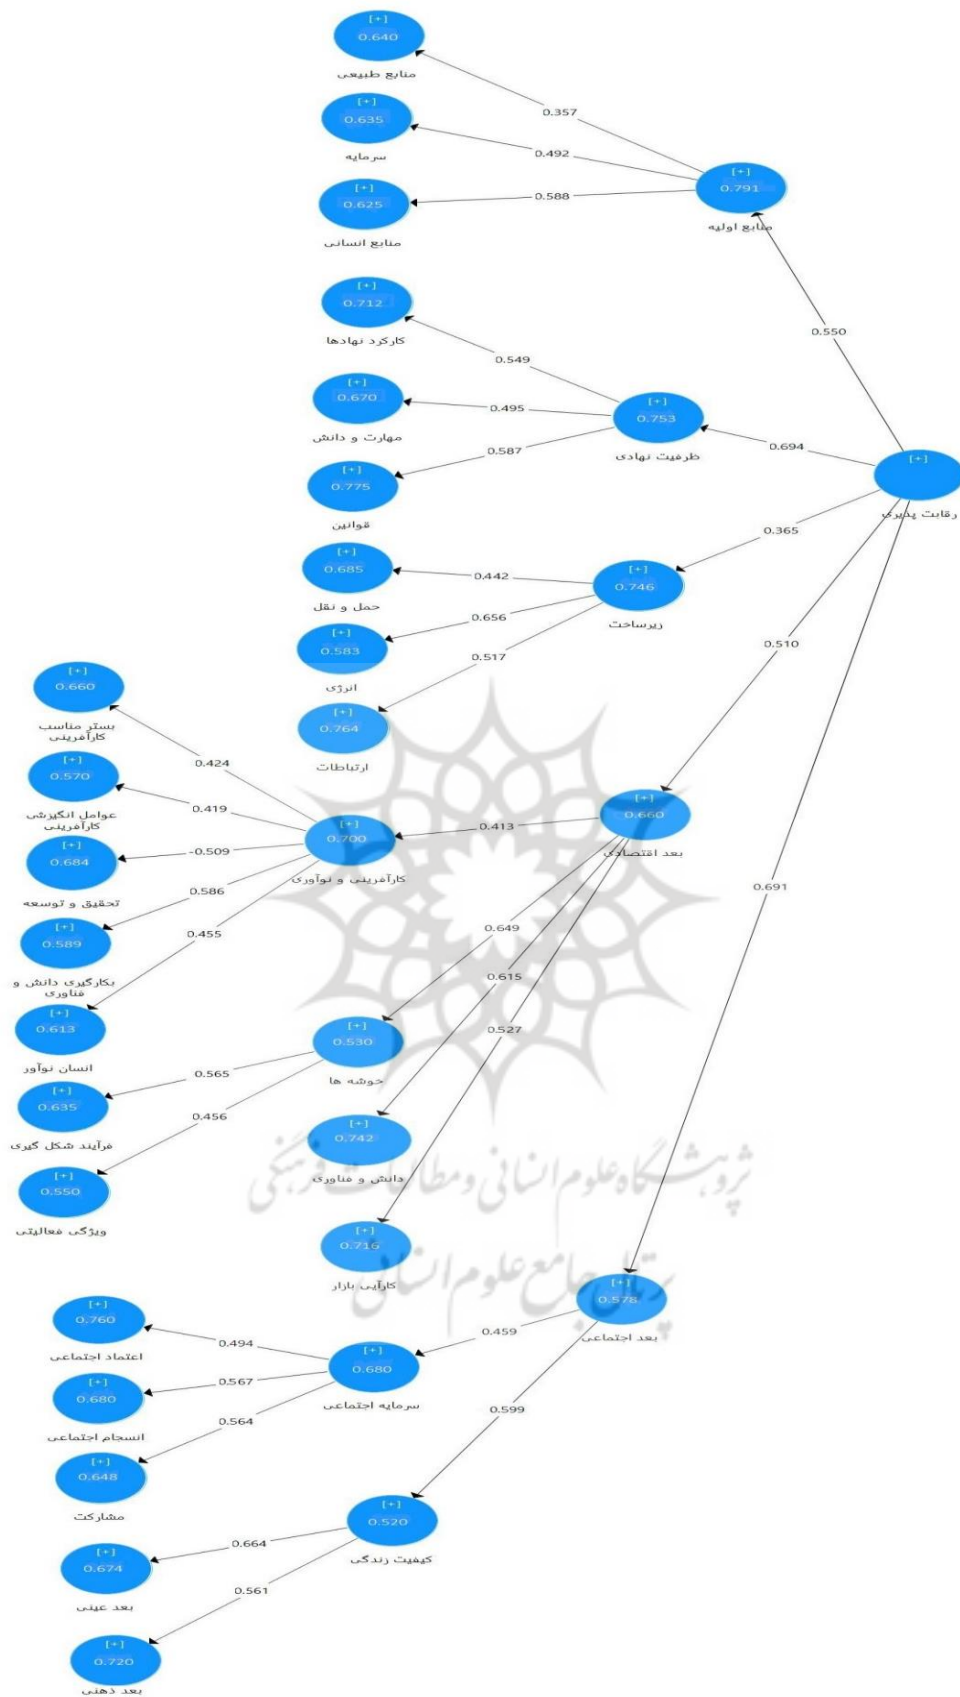 [+]
0.640
منابع طبیعی
0.357
[+]
0.635
سرمایه
0.492
[+]
0.791
منابع اولیه
0.588
[+]
0.625
منابع انسانی
[+]
0.712
کارکرد نهادها
0.550
0.549
[+]
0.670
مهارت و دانش
0.495
[+]
0.753
ظرفیت نهادی
0.694
0.587
[+]
رقابت پذیری
[+]
0.775
قوانین
0.365
[+]
0.685
حمل و نقل
0.442
[+]
0.746
زیرساخت
0.656
[+]
0.583
انرژی
0.517
0.510
[+]
0.764
ارتباطات
[+]
0.660
بستر مناسب
کارآفرینی
0.424
[+]
0.570
عوامل انگیزشی
کارآفرینی
0.419
[+]
0.700
کارآفرینی و نوآوری
0.413
[+]
0.660
بعد اقتصادی
[+]
0.684
تحقیق و توسعه
-0.509
0.586
0.691
[+]
0.589
بکارگیری دانش و
فناوری
0.455
0.649
0.615
0.527
[+]
0.613
انسان نوآور
[+]
0.530
خوشه ها
0.565
[+]
0.635
فرآیند شکل گیری
0.456
[+]
0.742
دانش و فناوری
[+]
0.550
ویژگی فعالیتی
پژوهشگاه علوم انسانی و مطالعات فرهنگی
[+]
0.716
کارآیی بازار
پرتال جامع علوم انسانی
[+]
0.578
بعد اجتماعی
[+]
0.760
اعتماد اجتماعی
0.494
0.459
[+]
0.680
سرمایه اجتماعی
0.567
[+]
0.680
انسجام اجتماعی
0.564
0.599
[+]
0.648
مشارکت
[+]
0.520
کیفیت زندگی
0.664
[+]
0.674
بعد عینی
0.561
[+]
0.720
بعد ذهنی